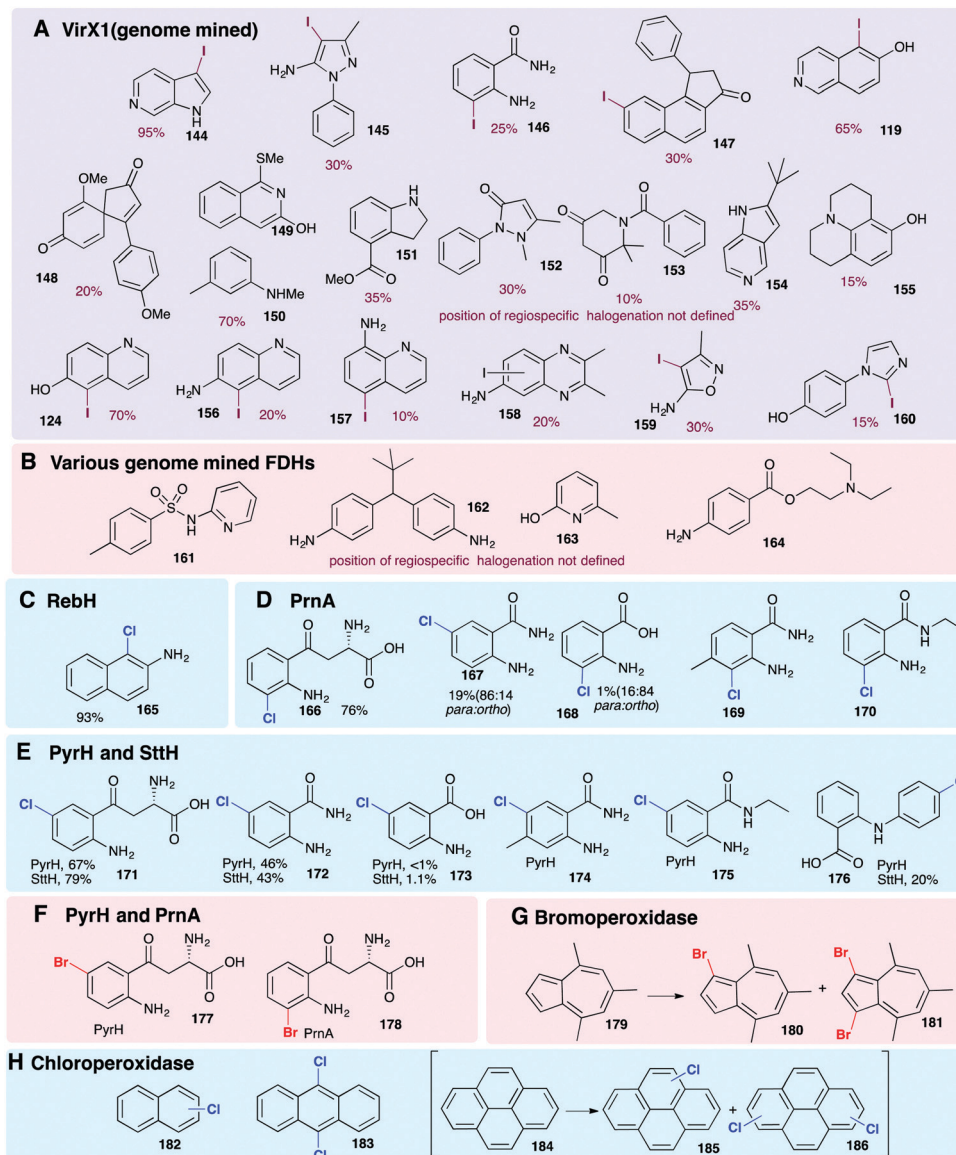 A VirX1(genome mined)
I
N
N
H
95%
144
I
H2N
N
N
30%
145
O
NH2
NH2
I
25%
146
I
O
30%
147
I
OH
N
65%
119
O
OMe
O
OMe
148
20%
SMe
N
OH
149
NHMe
150
70%
H
N
MeO
O
151
35%
O
N
N
152
30%
O
O
N
O
153
10%
H
N
N
154
35%
N
OH
15%
155
position of regiospecific halogenation not defined
N
HO
I
124
70%
N
H2N
I
156
20%
NH2
N
I
157
10%
I
N
N
H2N
158
20%
I
N
O
H2N
159
30%
N
N
I
HO
15%
160
B Various genome mined FDHs
O
O
S
N
H
N
161
H2N
NH2
162
HO
N
163
O
O
N
H2N
164
position of regiospecific halogenation not defined
C RebH
Cl
NH2
93%
165
D PrnA
O
NH2
OH
O
NH2
Cl
166
76%
Cl
O
NH2
NH2
167
19%(86:14
para:ortho)
O
OH
NH2
Cl
168
1%(16:84
para:ortho)
O
NH2
NH2
Cl
169
O
N
H
NH2
Cl
170
E PyrH and SttH
Cl
O
NH2
OH
O
NH2
PyrH, 67%
SttH, 79%
171
Cl
O
NH2
NH2
PyrH, 46%
SttH, 43%
172
Cl
O
OH
NH2
PyrH, <1%
SttH, 1.1%
173
Cl
O
NH2
NH2
PyrH
174
Cl
O
N
H
NH2
PyrH
175
N
H
HO
O
176
PyrH
SttH, 20%
F PyrH and PrnA
Br
O
NH2
OH
O
NH2
PyrH
177
O
NH2
OH
O
NH2
Br
PrnA
178
G Bromoperoxidase
179
Br
180
+
Br
Br
181
H Chloroperoxidase
Cl
182
Cl
Cl
183
184
Cl
185
+
Cl
Cl
186